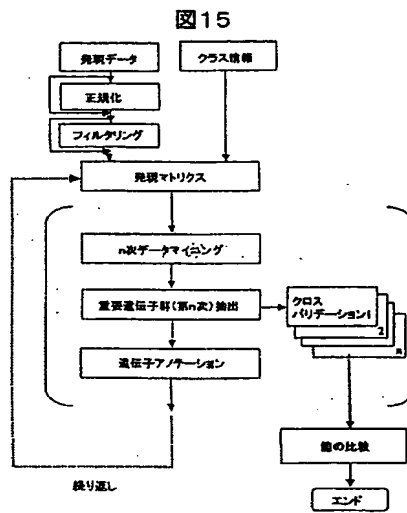 図15
発現データ
クラス情報
正規化
フィルタリング
発現マトリクス
n次データマイニング
重要遺伝子群(第n次)抽出
クロス
バリデーション1
2
n
遺伝子アノテーション
能の比較
繰り返し
エンド